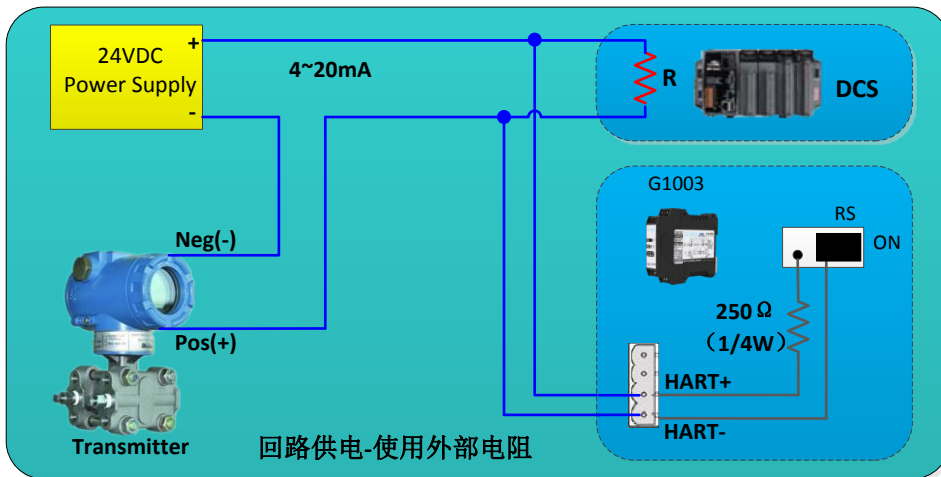 24VDC
Power Supply
+
-
4~20mA
R
DCS
G1003
RS
ON
Neg(-)
250Ω
（1/4W）
Pos(+)
HART+
HART-
Transmitter
回路供电-使用外部电阻